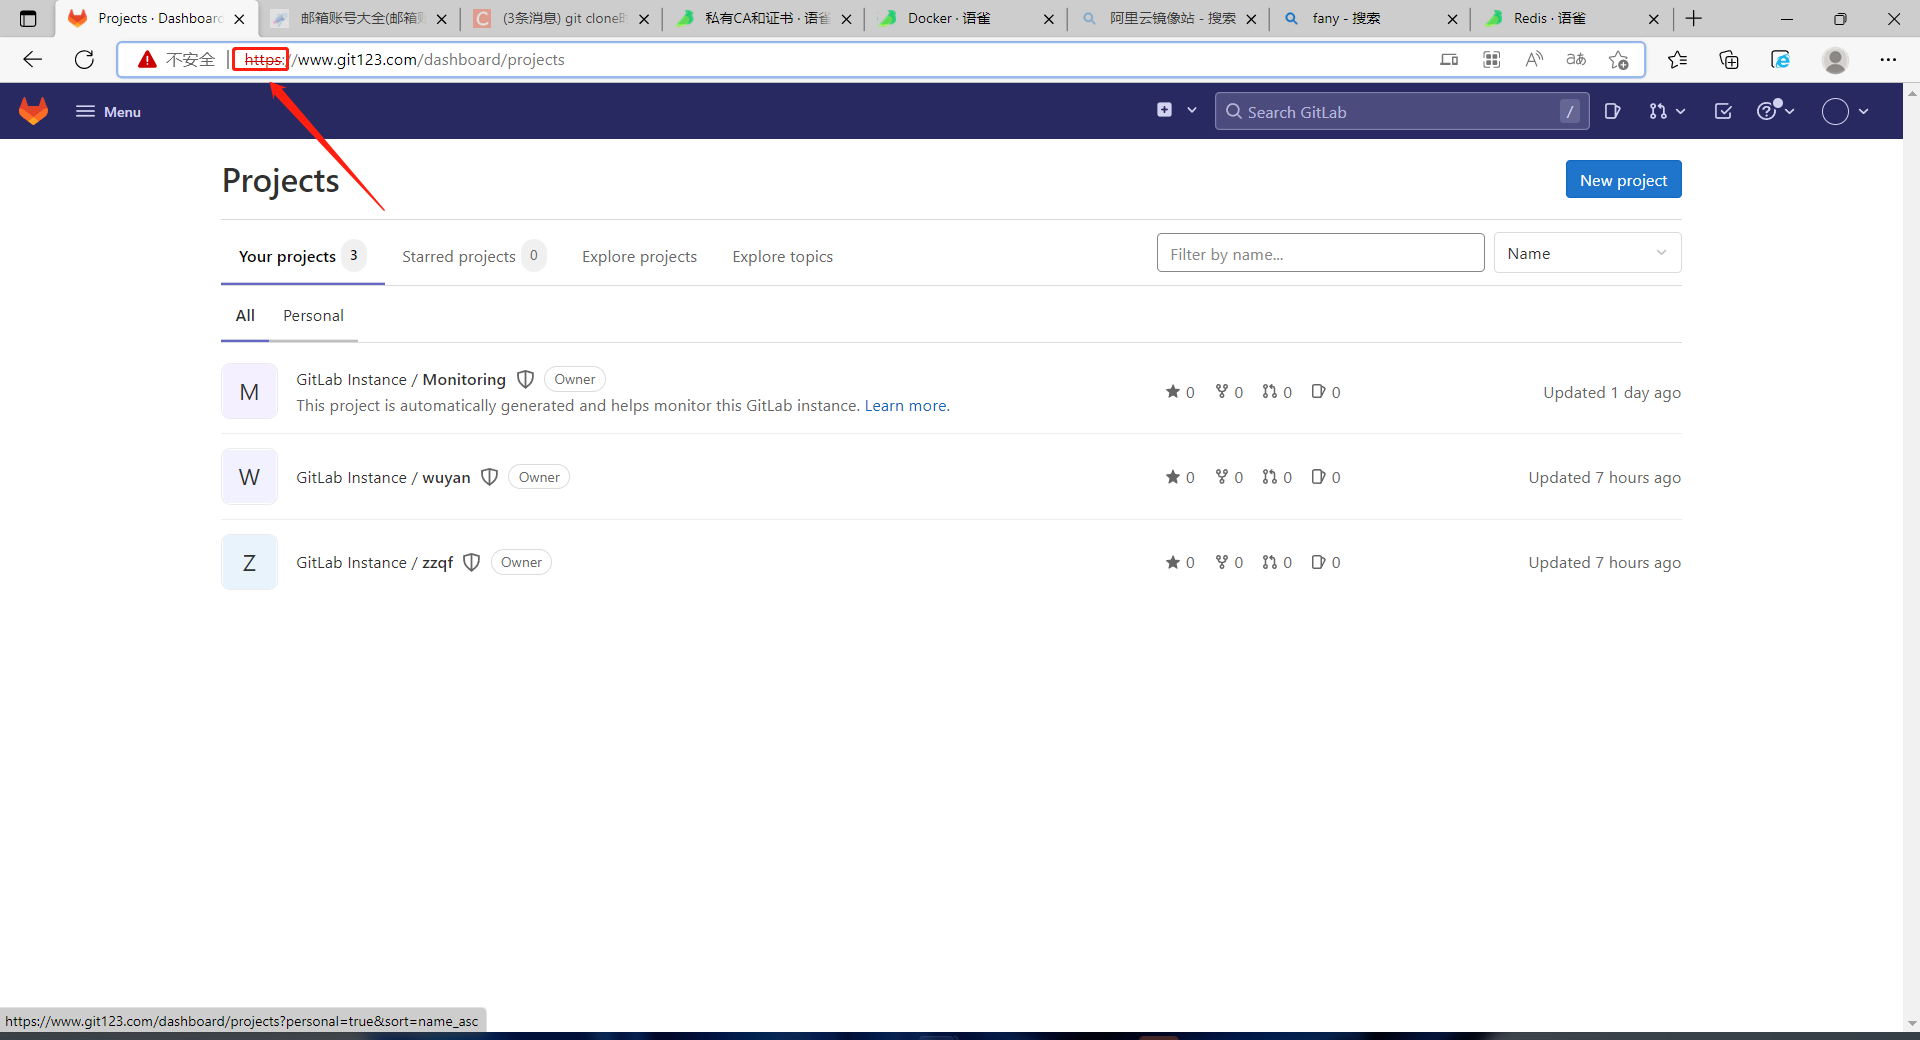 Projects · Dashboard
邮箱账号大全(邮箱账
(3条消息) git clone
私有CA和证书 · 语雀
Docker · 语雀
阿里云镜像站 - 搜索
fany - 搜索
Redis · 语雀
不安全
https://www.git123.com/dashboard/projects
Menu
Search GitLab
/
Projects
New project
Your projects 3
Starred projects 0
Explore projects
Explore topics
Filter by name...
Name
All
Personal
M
GitLab Instance / Monitoring Owner
This project is automatically generated and helps monitor this GitLab instance. Learn more.
0 0 0 0
Updated 1 day ago
W
GitLab Instance / wuyan Owner
0 0 0 0
Updated 7 hours ago
Z
GitLab Instance / zzqf Owner
0 0 0 0
Updated 7 hours ago
https://www.git123.com/dashboard/projects?personal=true&sort=name_asc